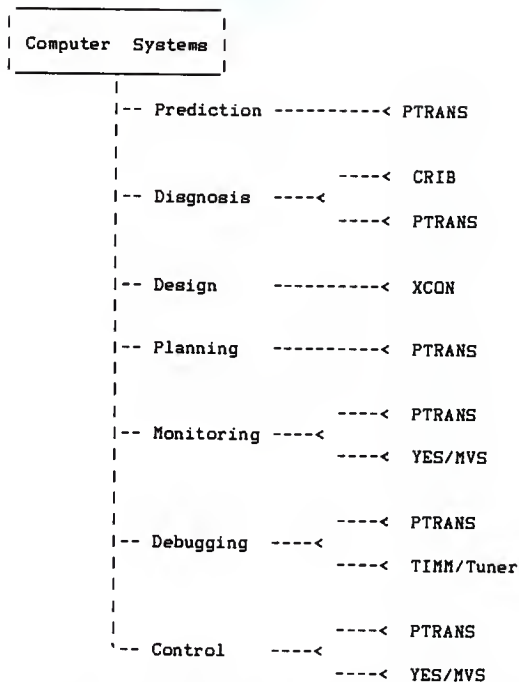 Computer Systems
|-- Prediction ----------< PTRANS
----< CRIB
|-- Disgnosis ----<
----< PTRANS
|-- Design ----------< XCON
|-- Planning ----------< PTRANS
----< PTRANS
|-- Monitoring ----<
----< YES/MVS
----< PTRANS
|-- Debugging ----<
----< TIMM/Tuner
----< PTRANS
'-- Control ----<
----< YES/MVS